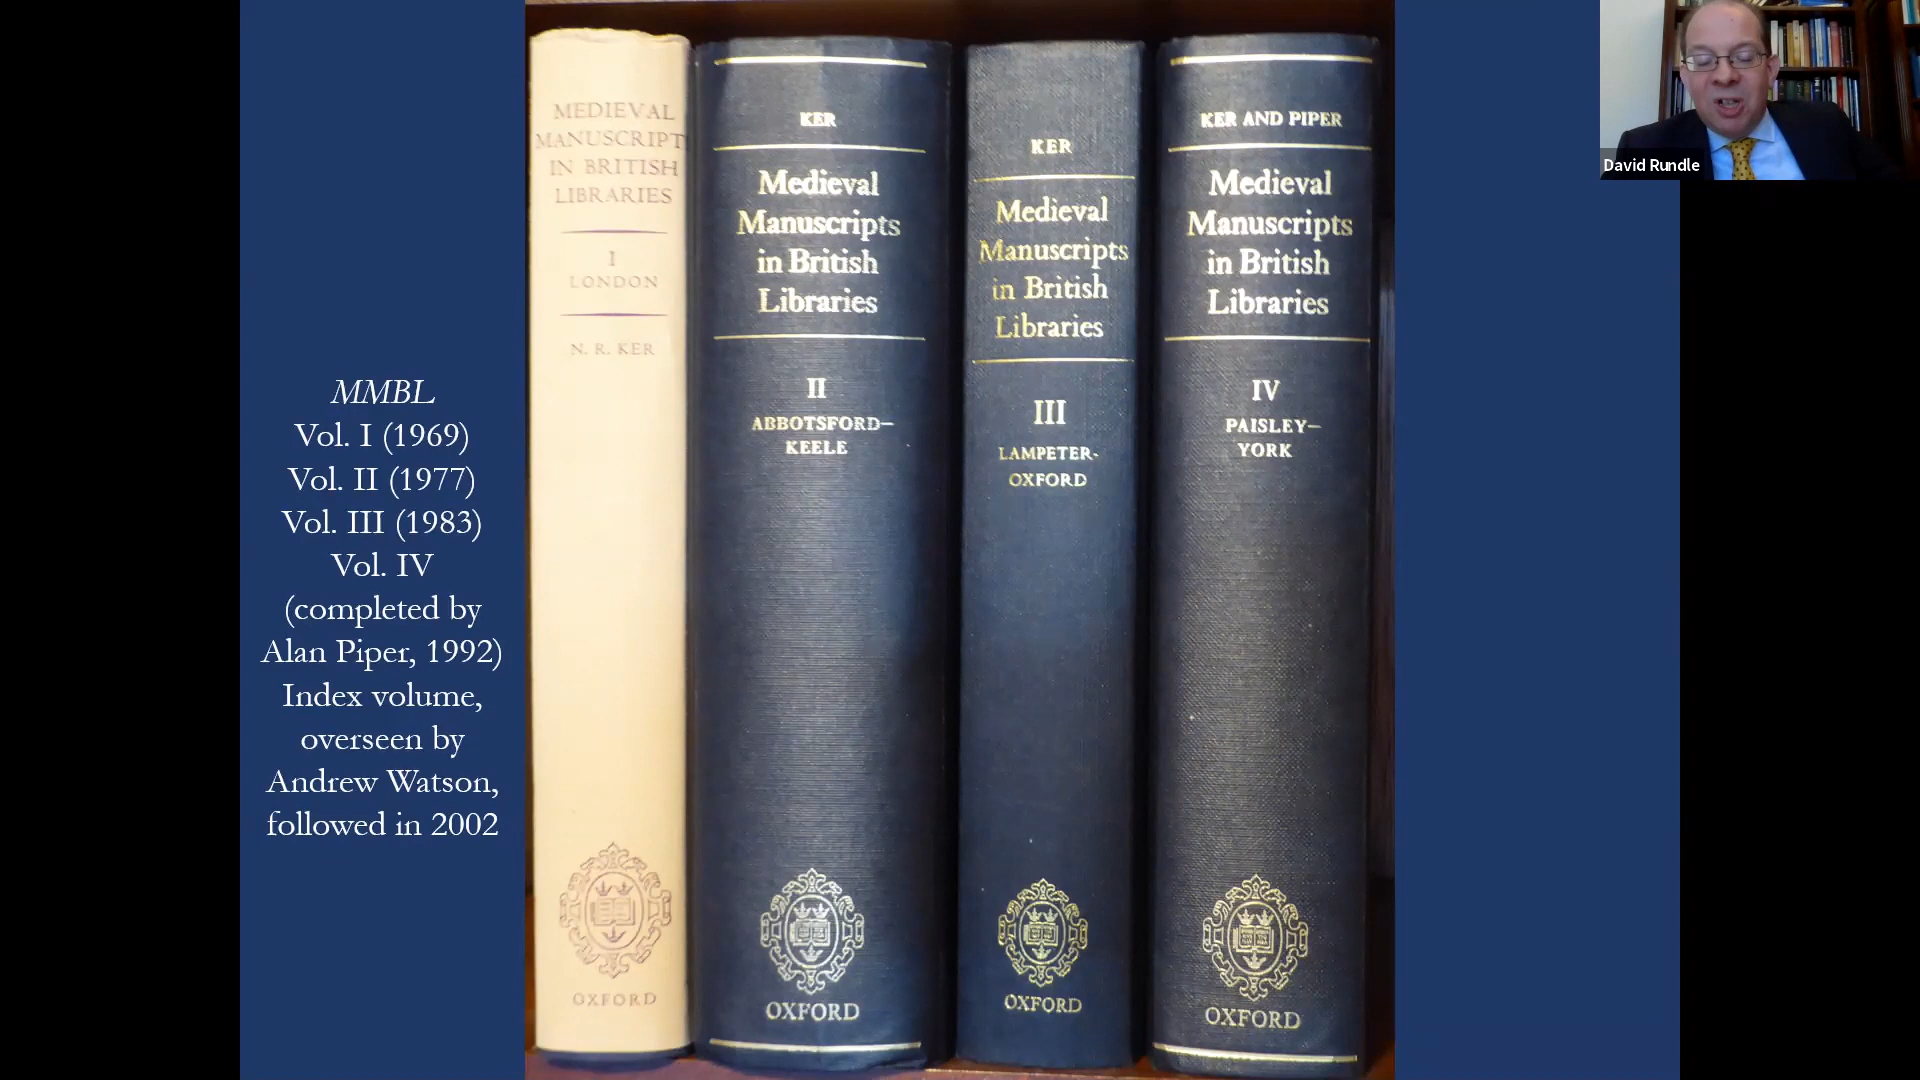 MMBL
Vol. I (1969)
Vol. II (1977)
Vol. III (1983)
Vol. IV
(completed by
Alan Piper, 1992)
Index volume,
overseen by
Andrew Watson,
followed in 2002
MEDIEVAL
MANUSCRIPT
IN BRITISH
LIBRARIES
I
LONDON
N. R. KER
OXFORD
KER
Medieval
Manuscripts
in British
Libraries
II
ABBOTSFORD–
KEELE
OXFORD
KER
Medieval
Manuscripts
in British
Libraries
III
LAMPETER-
OXFORD
OXFORD
KER AND PIPER
Medieval
Manuscripts
in British
Libraries
IV
PAISLEY–
YORK
OXFORD
David Rundle